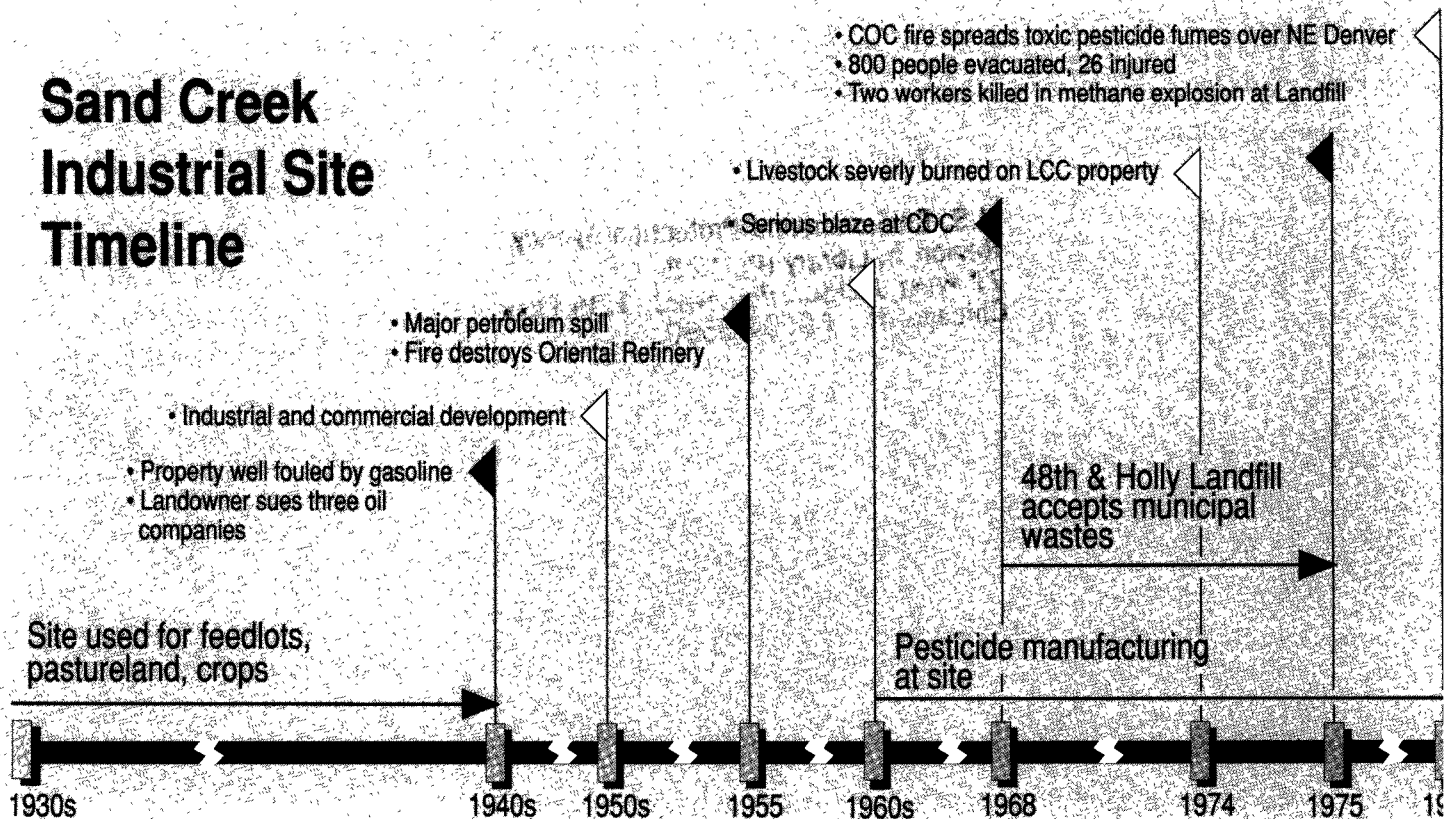 Sand Creek
Industrial Site
Timeline
• COC fire spreads toxic pesticide fumes over NE Denver
• 800 people evacuated, 26 injured
• Two workers killed in methane explosion at Landfill
• Livestock severly burned on LCC property
• Serious blaze at COC
• Major petroleum spill
• Fire destroys Oriental Refinery
• Industrial and commercial development
• Property well fouled by gasoline
• Landowner sues three oil
companies
48th & Holly Landfill
accepts municipal
wastes
Site used for feedlots,
pastureland, crops
Pesticide manufacturing
at site
1930s 1940s 1950s 1955 1960s 1968 1974 1975